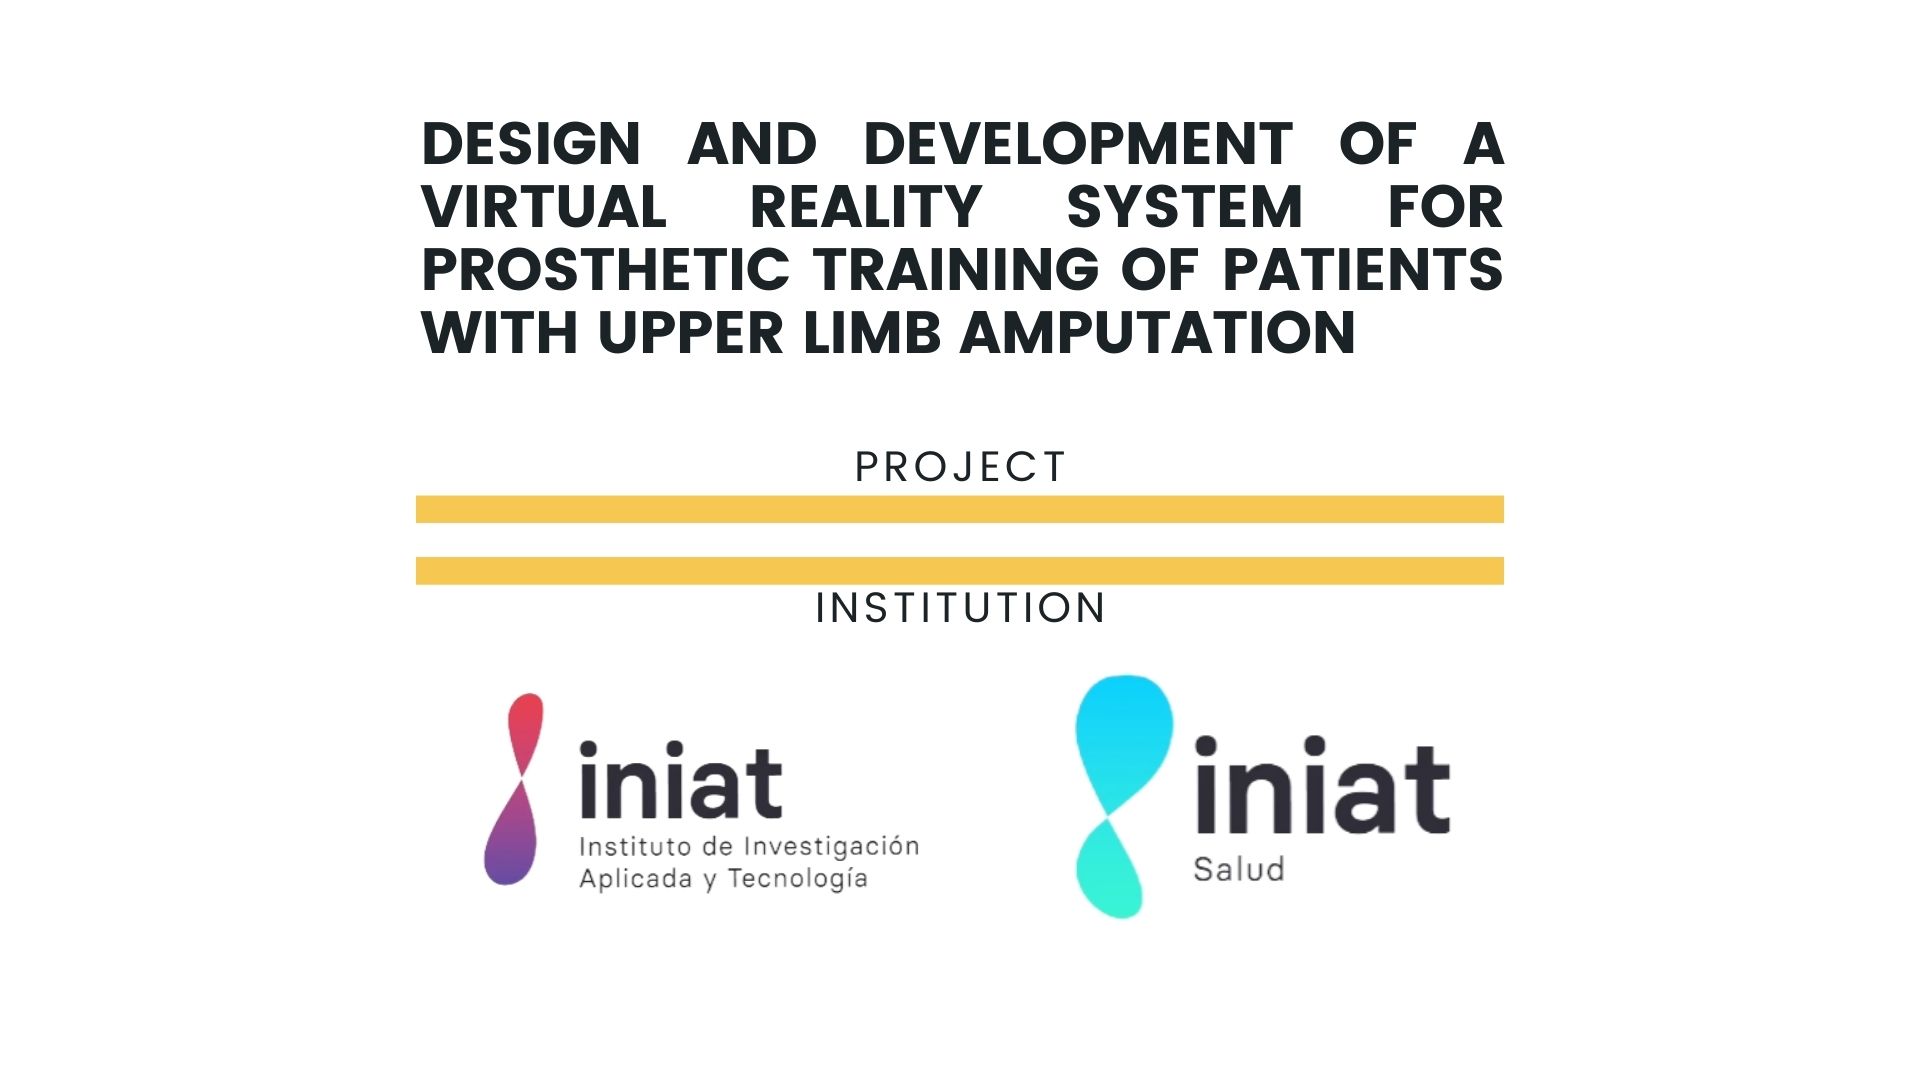 DESIGN AND DEVELOPMENT OF A
VIRTUAL REALITY SYSTEM FOR
PROSTHETIC TRAINING OF PATIENTS
WITH UPPER LIMB AMPUTATION
PROJECT
INSTITUTION
iniat
Instituto de Investigación
Aplicada y Tecnología
iniat
Salud